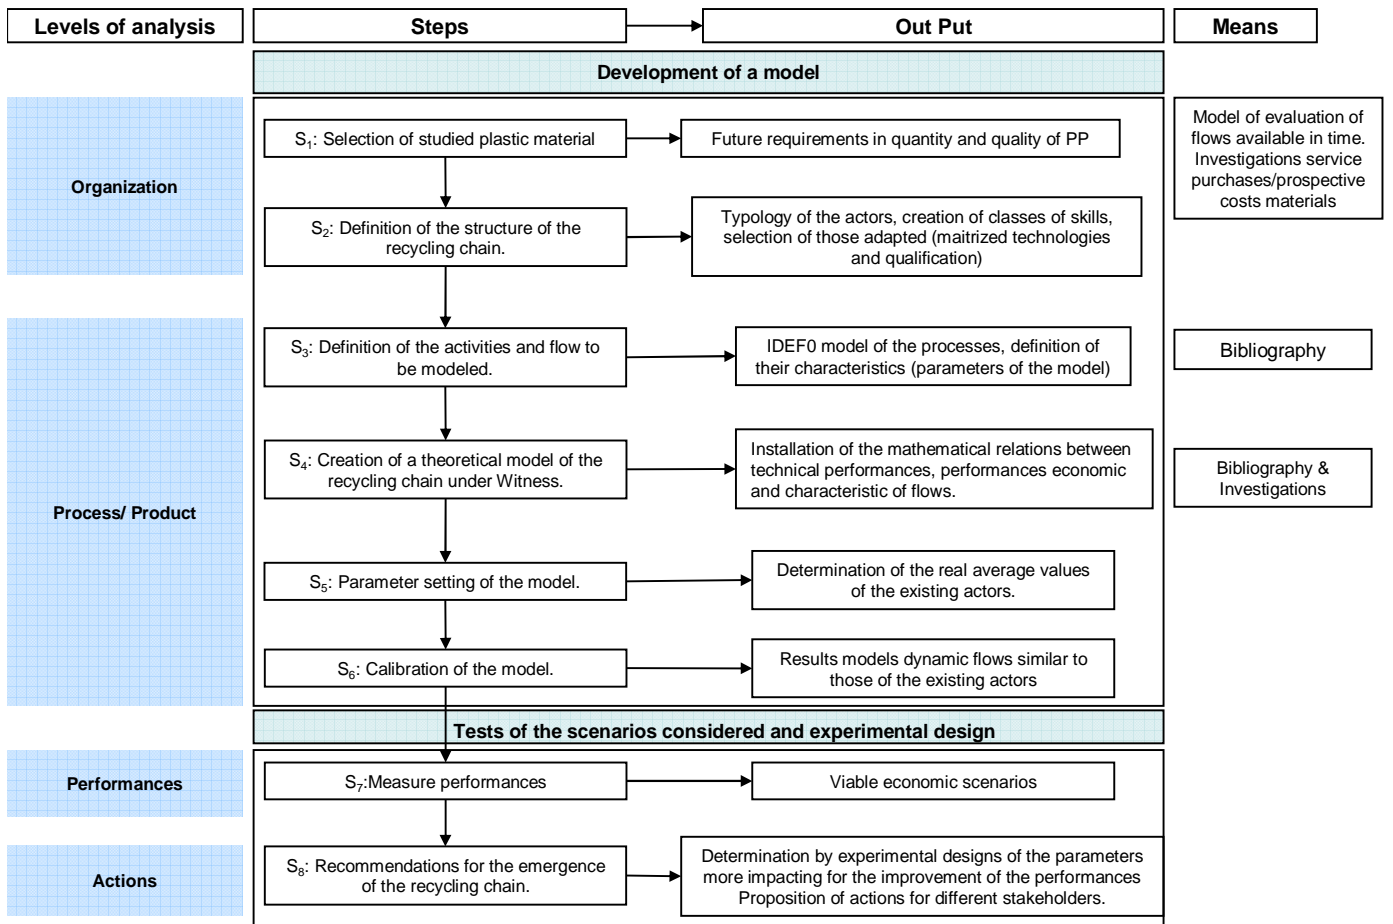 Levels of analysis
Steps
Out Put
Means
Development of a model
Organization
S1: Selection of studied plastic material
Future requirements in quantity and quality of PP
Model of evaluation of
flows available in time.
Investigations service
purchases/prospective
costs materials
S2: Definition of the structure of the
recycling chain.
Typology of the actors, creation of classes of skills,
selection of those adapted (maitrized technologies
and qualification)
Process/ Product
S3: Definition of the activities and flow to
be modeled.
IDEF0 model of the processes, definition of
their characteristics (parameters of the model)
Bibliography
S4: Creation of a theoretical model of the
recycling chain under Witness.
Installation of the mathematical relations between
technical performances, performances economic
and characteristic of flows.
Bibliography &
Investigations
S5: Parameter setting of the model.
Determination of the real average values
of the existing actors.
S6: Calibration of the model.
Results models dynamic flows similar to
those of the existing actors
Tests of the scenarios considered and experimental design
Performances
S7:Measure performances
Viable economic scenarios
Actions
S8: Recommendations for the emergence
of the recycling chain.
Determination by experimental designs of the parameters
more impacting for the improvement of the performances
Proposition of actions for different stakeholders.